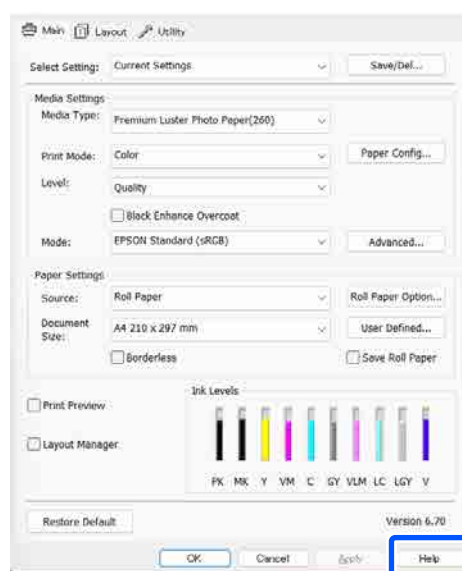 Main Layout Utility
Select Setting: Current Settings Save/Del...
Media Settings
Media Type: Premium Luster Photo Paper(260)
Print Mode: Color Paper Config...
Level: Quality
Black Enhance Overcoat
Mode: EPSON Standard (sRGB) Advanced...
Paper Settings
Source: Roll Paper Roll Paper Option...
Document Size: A4 210 x 297 mm User Defined...
Borderless Save Roll Paper
Ink Levels
Print Preview
Layout Manager
PK MK Y VM C GY VLM LC LGY V
Restore Default Version 6.70
OK Cancel Apply Help